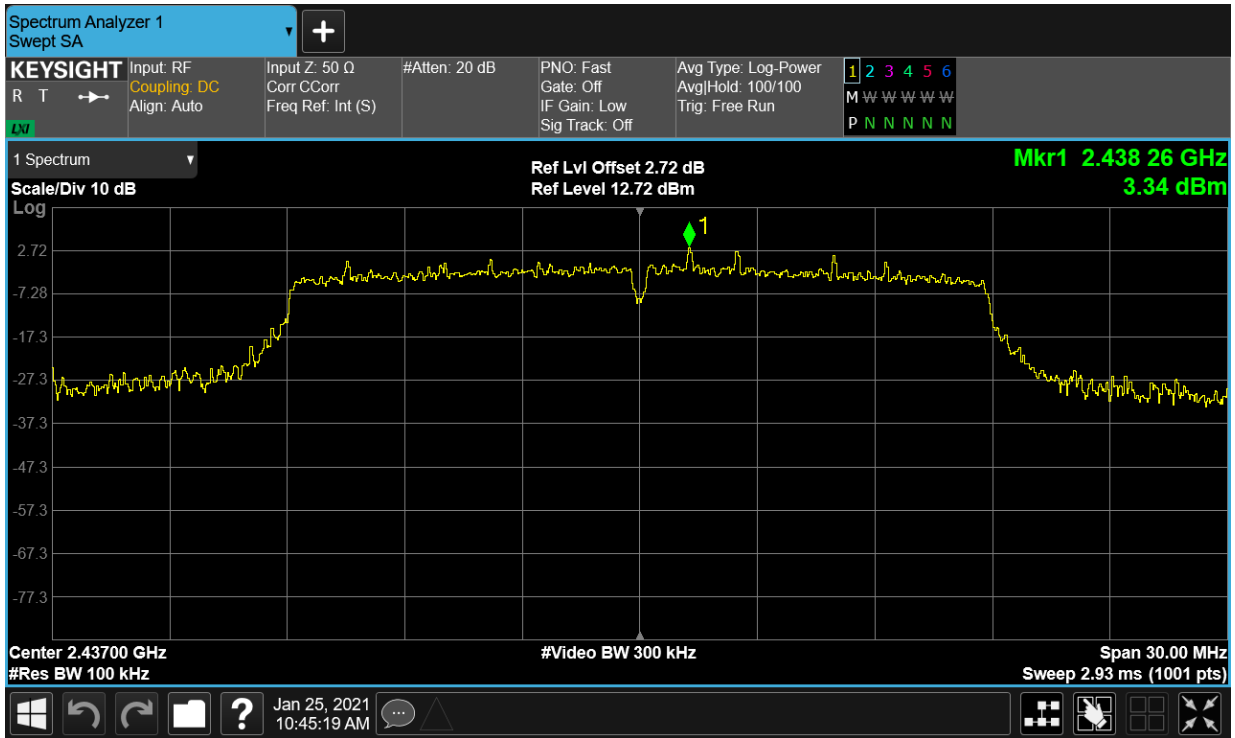 Spectrum Analyzer 1
Swept SA
KEYSIGHT
R T
LXI
Input: RF
Coupling: DC
Align: Auto
Input Z: 50 Ω
Corr CCorr
Freq Ref: Int (S)
#Atten: 20 dB
PNO: Fast
Gate: Off
IF Gain: Low
Sig Track: Off
Avg Type: Log-Power
Avg|Hold: 100/100
Trig: Free Run
1 2 3 4 5 6
M W W W W W
P N N N N N
1 Spectrum
Scale/Div 10 dB
Log
Ref Lvl Offset 2.72 dB
Ref Level 12.72 dBm
Mkr1 2.438 26 GHz
3.34 dBm
1
2.72
-7.28
-17.3
-27.3
-37.3
-47.3
-57.3
-67.3
-77.3
Center 2.43700 GHz
#Res BW 100 kHz
#Video BW 300 kHz
Span 30.00 MHz
Sweep 2.93 ms (1001 pts)
?
Jan 25, 2021
10:45:19 AM